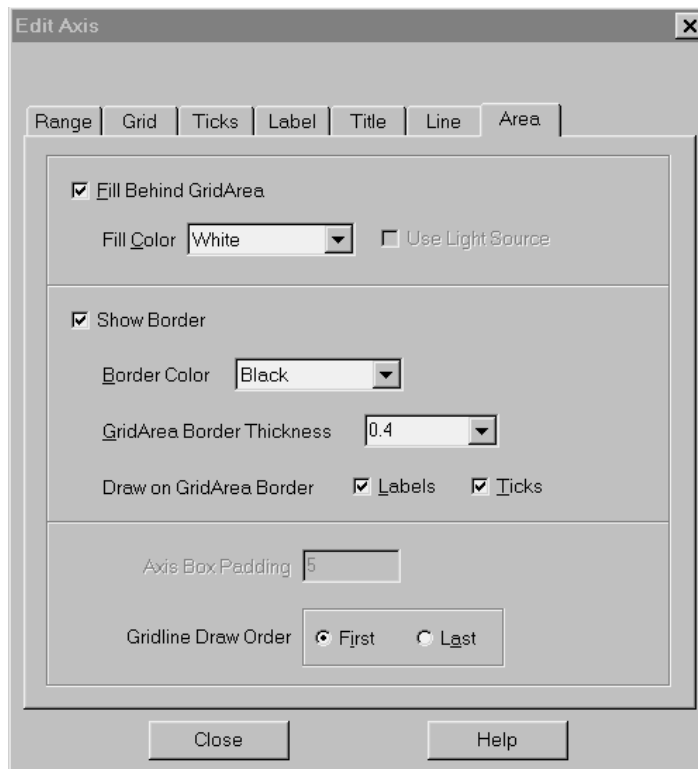 Edit Axis
Range Grid Ticks Label Title Line Area
Fill Behind GridArea
Fill Color White Use Light Source
Show Border
Border Color Black
GridArea Border Thickness 0.4
Draw on GridArea Border Labels Ticks
Axis Box Padding 5
Gridline Draw Order First Last
Close Help